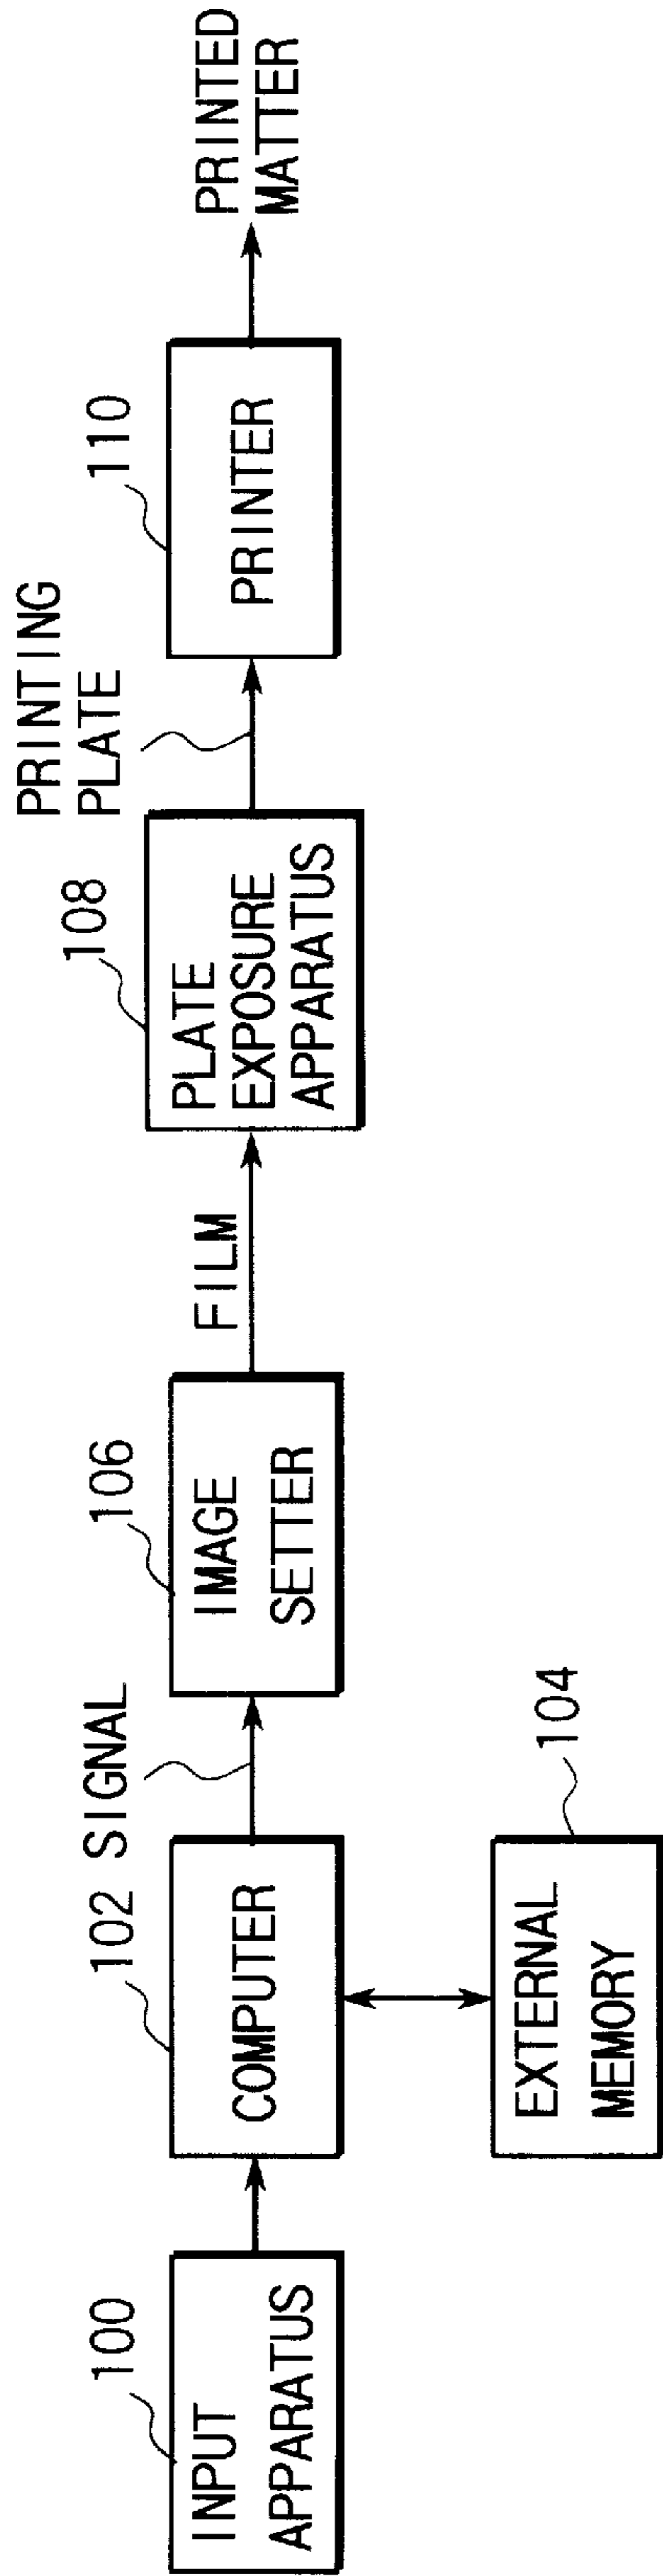 100
INPUT
APPARATUS
102
COMPUTER
SIGNAL
104
EXTERNAL
MEMORY
106
IMAGE
SETTER
FILM
108
PLATE
EXPOSURE
APPARATUS
PRINTING
PLATE
110
PRINTER
PRINTED
MATTER